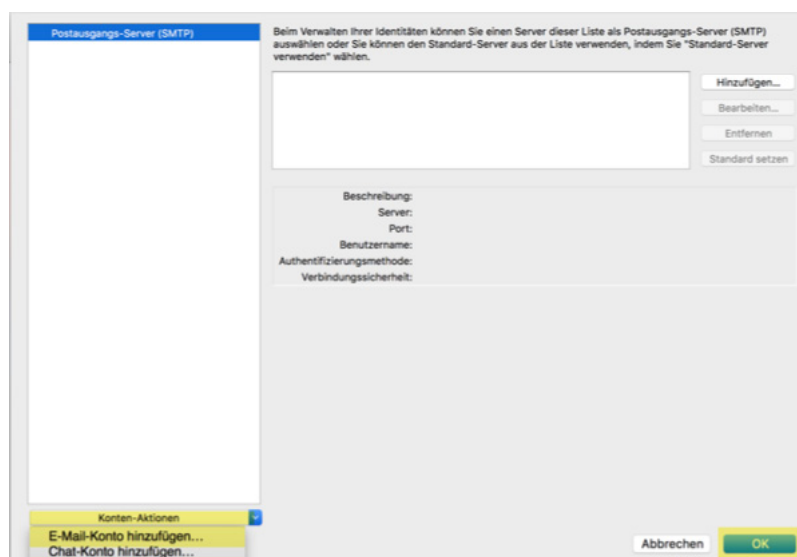 Postausgangs-Server (SMTP)
Beim Verwalten Ihrer Identitäten können Sie einen Server dieser Liste als Postausgangs-Server (SMTP)
auswählen oder Sie können den Standard-Server aus der Liste verwenden, indem Sie "Standard-Server
verwenden" wählen.
Hinzufügen...
Bearbeiten...
Entfernen
Standard setzen
Beschreibung:
Server:
Port:
Benutzername:
Authentifizierungsmethode:
Verbindungssicherheit:
Konten-Aktionen
E-Mail-Konto hinzufügen...
Chat-Konto hinzufügen...
Abbrechen
OK